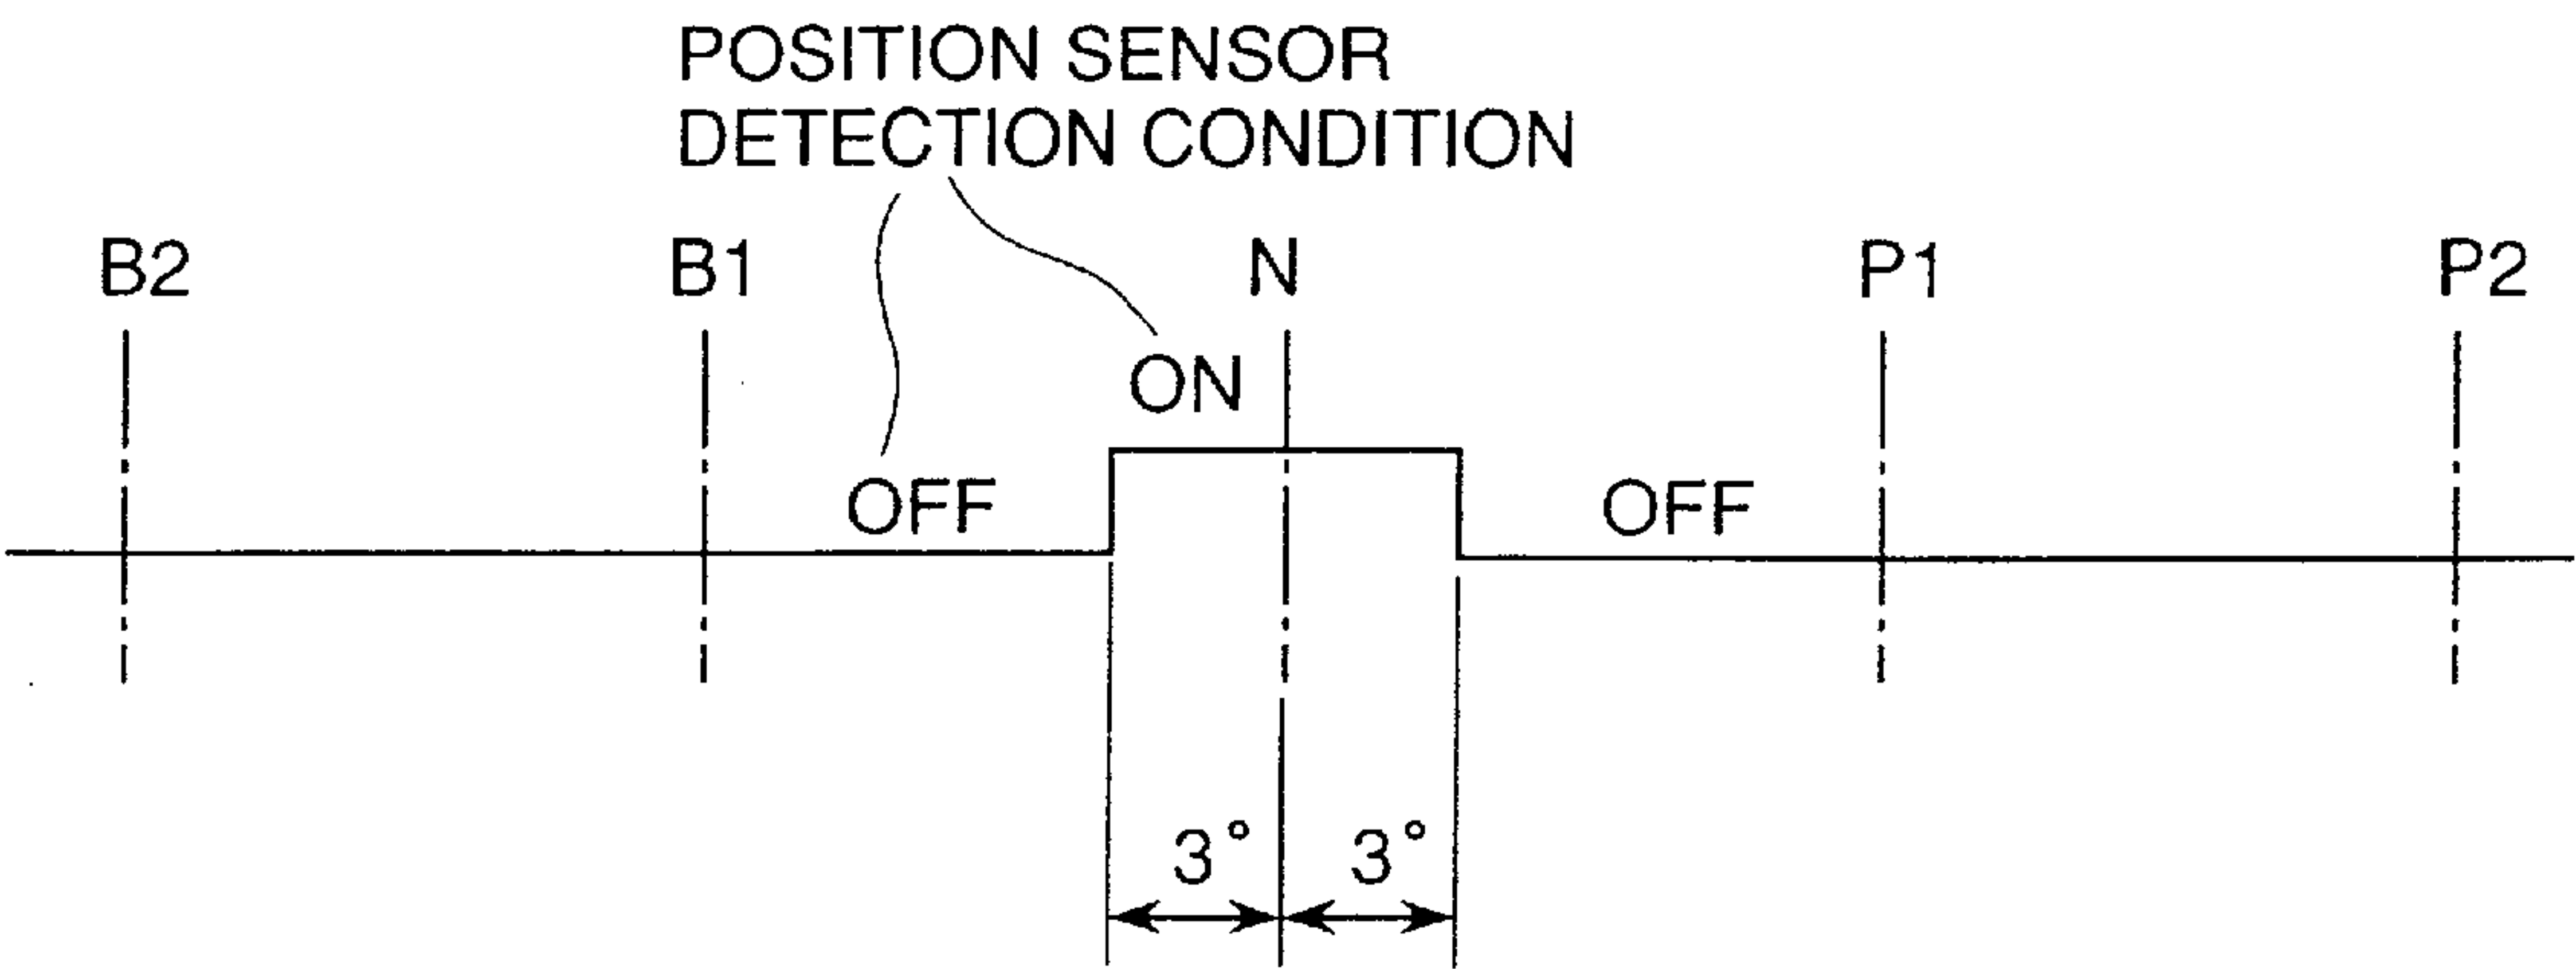 POSITION SENSOR
DETECTION CONDITION
B2 B1 N P1 P2
ON
OFF OFF
3° 3°